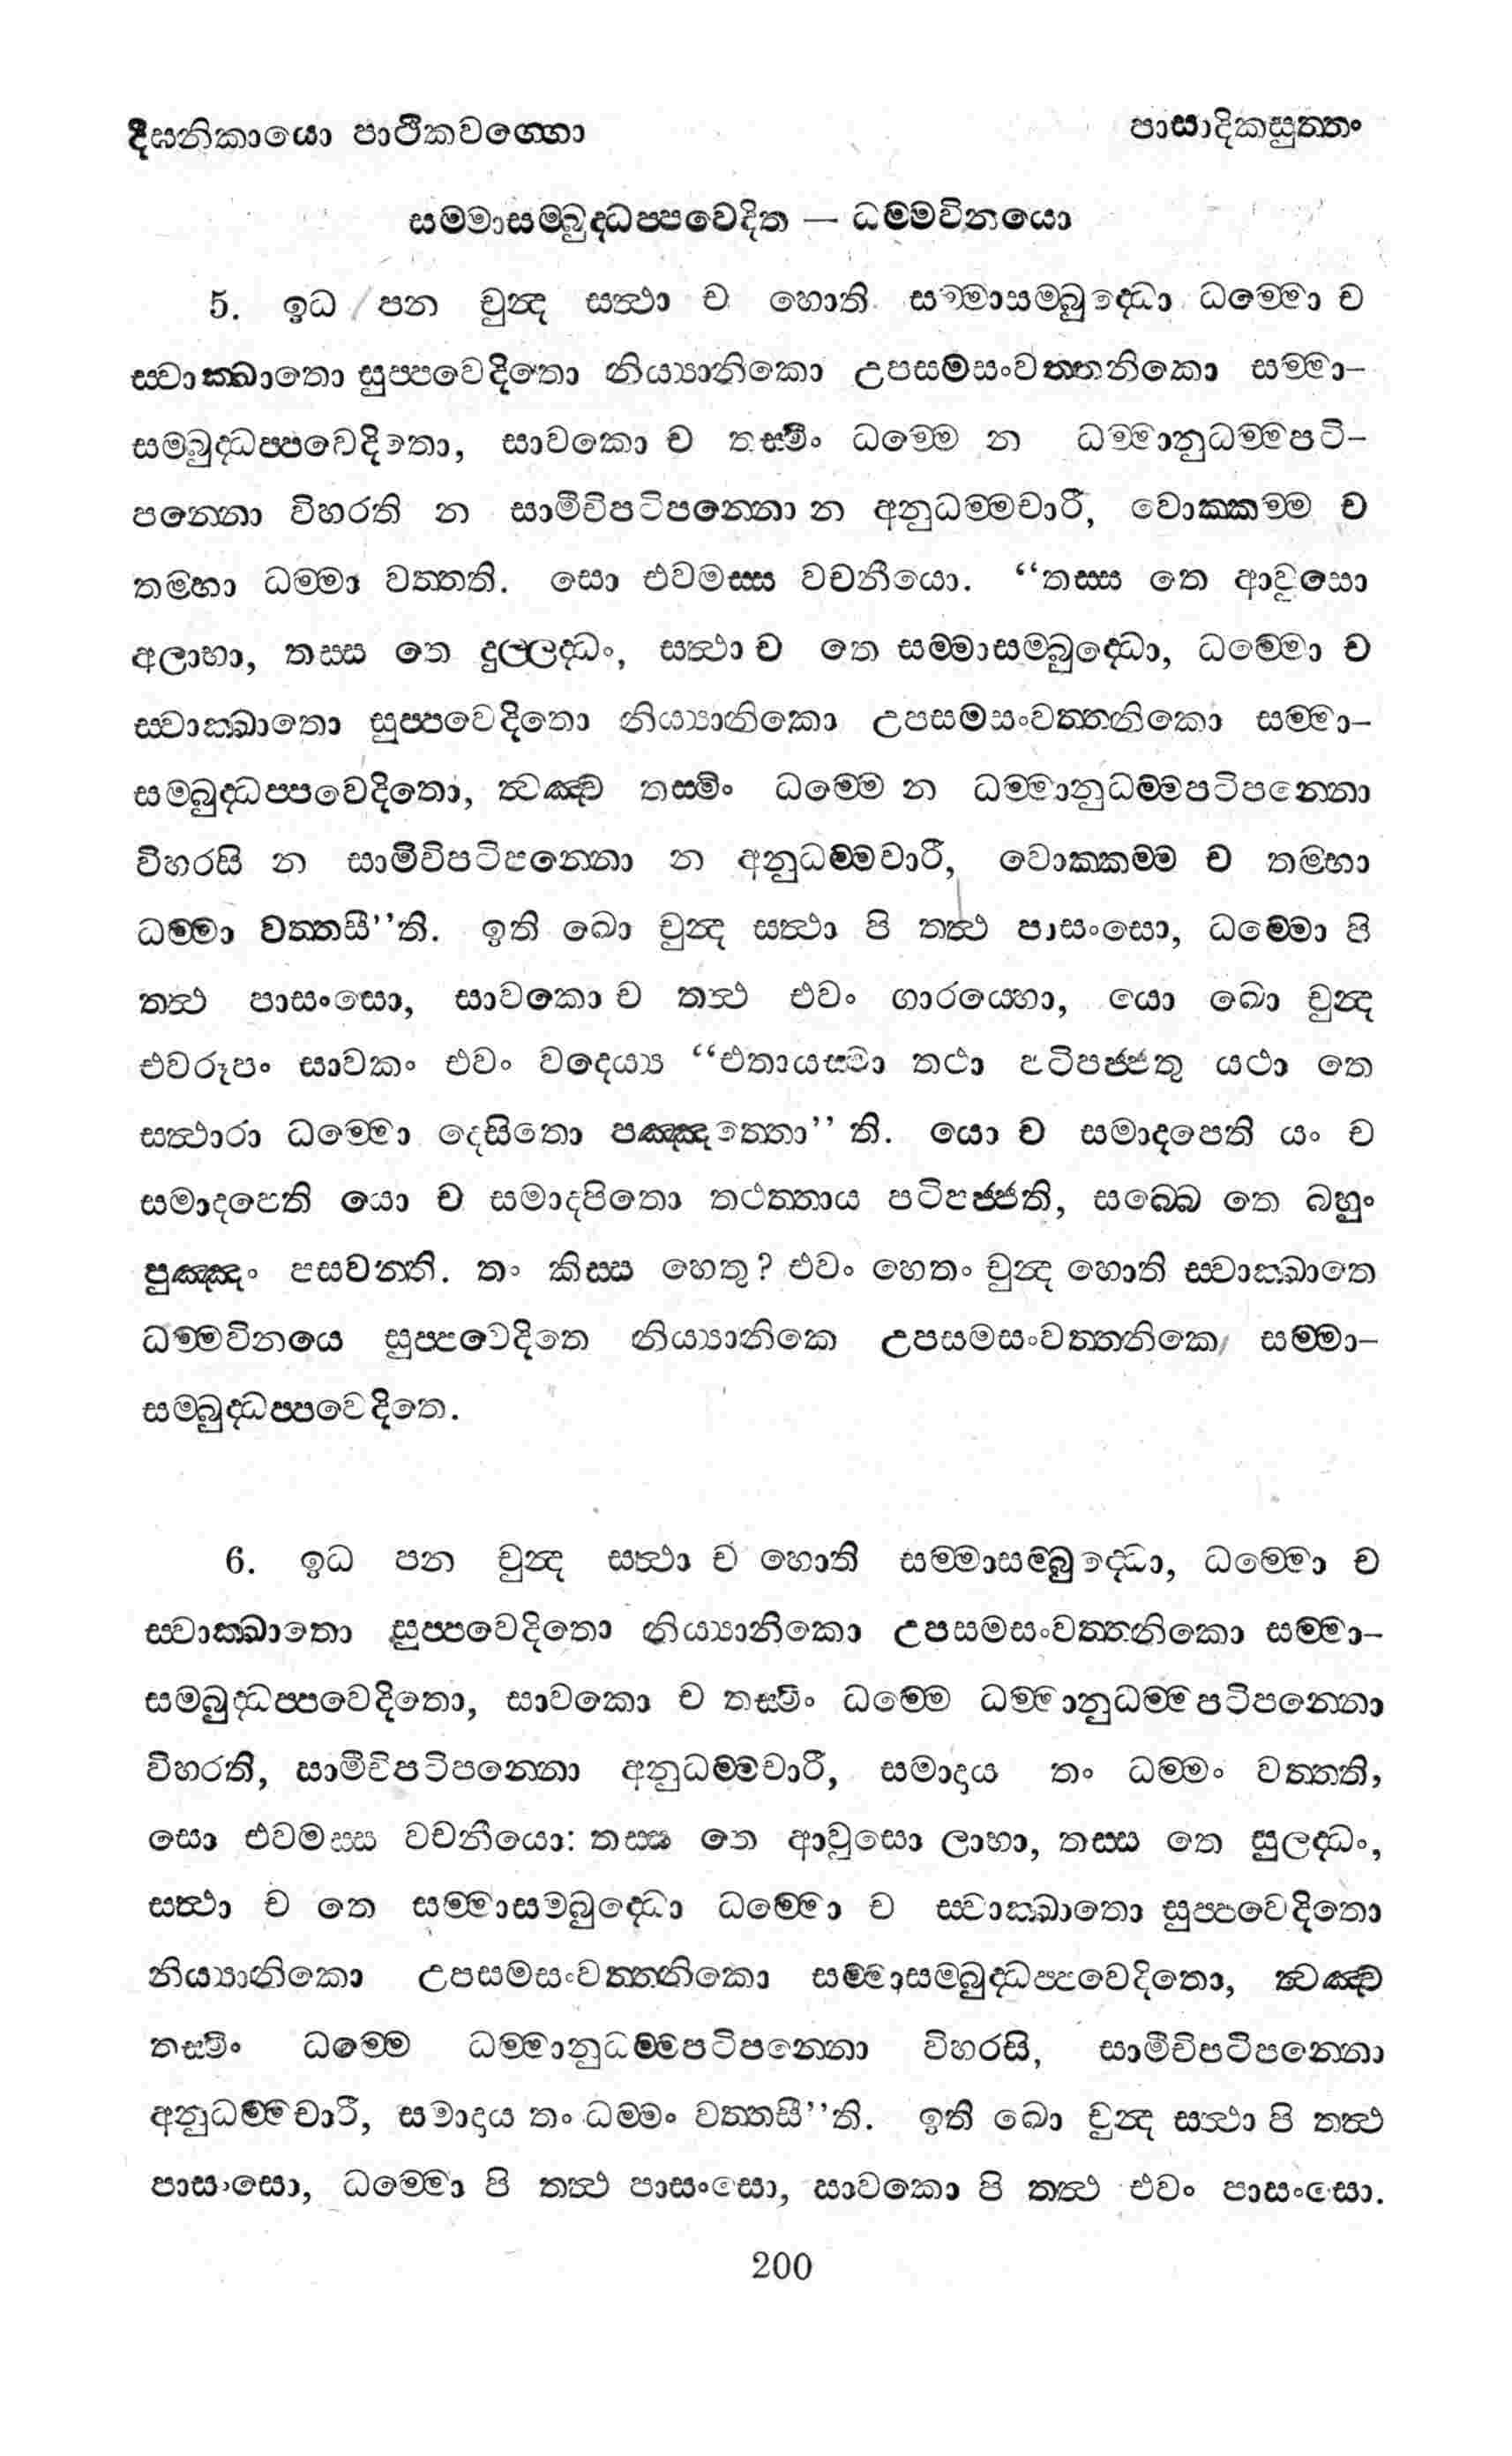 දීඝනිකායො පාථිකවග්ගො
පාසාදිකසුත්තං
සම්මාසම්බුද්ධප්පවෙදිත — ධම්මවිනයො
5. ඉධ පන චුන්ද සත්ථා ච හොති සම්මාසම්බුද්ධො ධම්මො ච
ස්වාක්ඛාතො සුප්පවෙදිතො නිය්‍යානිකො උපසමසංවත්තනිකො සම්මා-
සම්බුද්ධප්පවෙදිතො, සාවකො ච තස්මිං ධම්මෙ න ධම්මානුධම්මපටි-
පන්නො විහරති න සාමීචිපටිපන්නො න අනුධම්මචාරී, වොක්කම්ම ච
තම්හා ධම්මා වත්තති. සො එවමස්ස වචනීයො. “තස්ස තෙ ආවුසො
අලාභා, තස්ස තෙ දුල්ලද්ධං, සත්ථා ච තෙ සම්මාසම්බුද්ධො, ධම්මො ච
ස්වාක්ඛාතො සුප්පවෙදිතො නිය්‍යානිකො උපසමසංවත්තනිකො සම්මා-
සම්බුද්ධප්පවෙදිතො, ත්වඤ්ච තස්මිං ධම්මෙ න ධම්මානුධම්මපටිපන්නො
විහරසි න සාමීචිපටිපන්නො න අනුධම්මචාරී, වොක්කම්ම ච තම්හා
ධම්මා වත්තසී’’ති. ඉති ඛො චුන්ද සත්ථා පි තත්ථ පාසංසො, ධම්මො පි
තත්ථ පාසංසො, සාවකො ච තත්ථ එවං ගාරය්හො, යො ඛො චුන්ද
එවරූපං සාවකං එවං වදෙය්‍ය “එතායස්මා තථා පටිපජ්ජතු යථා තෙ
සත්ථාරා ධම්මො දෙසිතො පඤ්ඤත්තො’’ ති. යො ච සමාදපෙති යං ච
සමාදපෙති යො ච සමාදපිතො තථත්තාය පටිපජ්ජති, සබ්බෙ තෙ බහුං
පුඤ්ඤං පසවන්ති. තං කිස්ස හෙතු? එවං හෙතං චුන්ද හොති ස්වාක්ඛාතෙ
ධම්මවිනයෙ සුප්පවෙදිතෙ නිය්‍යානිකෙ උපසමසංවත්තනිකෙ සම්මා-
සම්බුද්ධප්පවෙදිතෙ.
6. ඉධ පන චුන්ද සත්ථා ච හොති සම්මාසම්බුද්ධො, ධම්මො ච
ස්වාක්ඛාතො සුප්පවෙදිතො නිය්‍යානිකො උපසමසංවත්තනිකො සම්මා-
සම්බුද්ධප්පවෙදිතො, සාවකො ච තස්මිං ධම්මෙ ධම්මානුධම්මපටිපන්නො
විහරති, සාමීචිපටිපන්නො අනුධම්මචාරී, සමාදාය තං ධම්මං වත්තති,
සො එවමස්ස වචනීයො: තස්ස තෙ ආවුසො ලාභා, තස්ස තෙ සුලද්ධං,
සත්ථා ච තෙ සම්මාසම්බුද්ධො ධම්මො ච ස්වාක්ඛාතො සුප්පවෙදිතො
නිය්‍යානිකො උපසමසංවත්තනිකො සම්මාසම්බුද්ධප්පවෙදිතො, ත්වඤ්ච
තස්මිං ධම්මෙ ධම්මානුධම්මපටිපන්නො විහරසි, සාමීචිපටිපන්නො
අනුධම්මචාරී, සමාදාය තං ධම්මං වත්තසී’’ති. ඉති ඛො චුන්ද සත්ථා පි තත්ථ
පාසංසො, ධම්මො පි තත්ථ පාසංසො, සාවකො පි තත්ථ එවං පාසංසො.
200